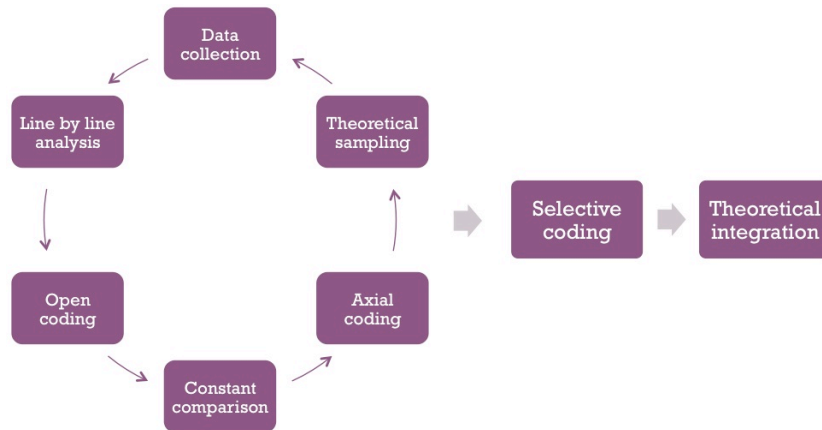 Data
collection
Line by line
analysis
Open
coding
Constant
comparison
Axial
coding
Theoretical
sampling
Selective
coding
Theoretical
integration